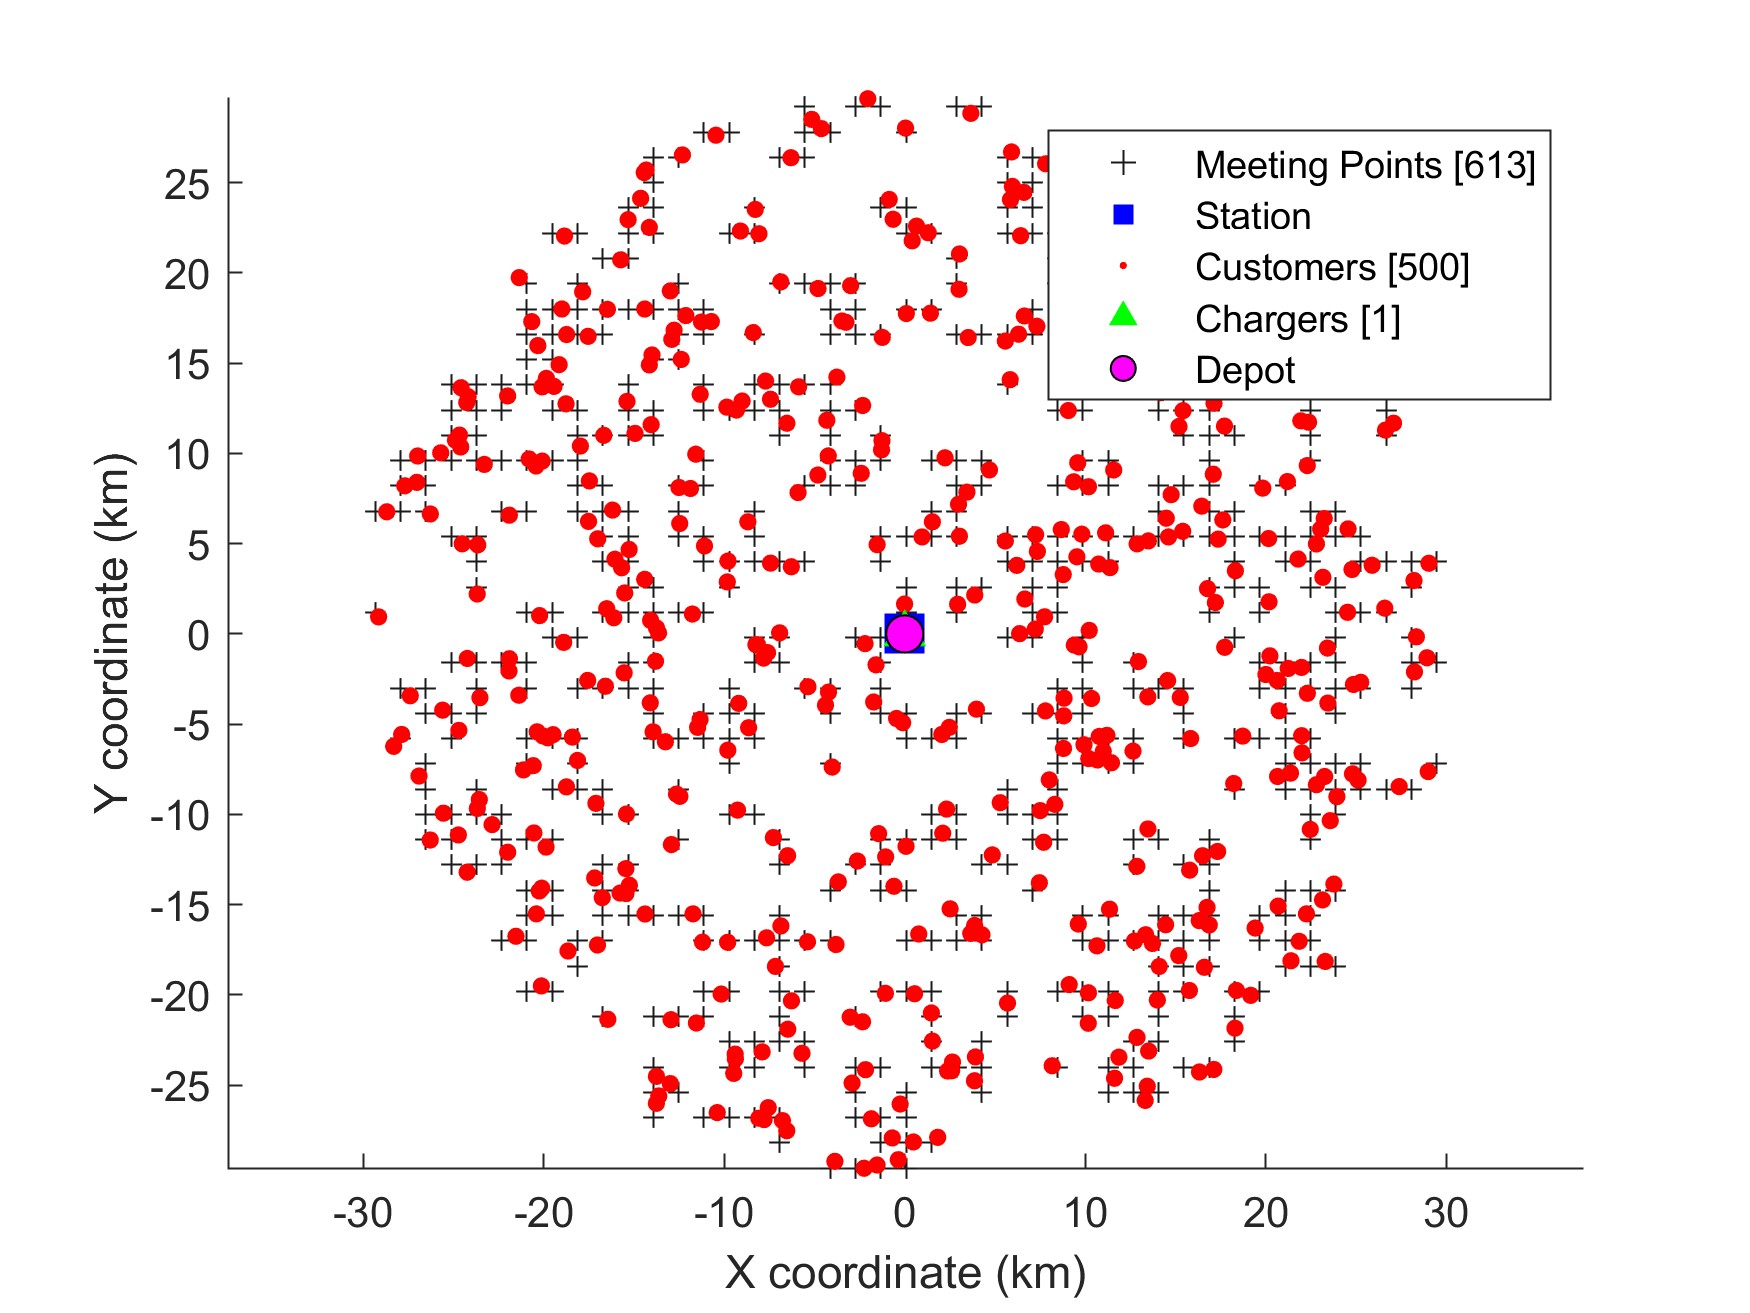 Meeting Points [613]
Station
Customers [500]
Chargers [1]
Depot
25
20
15
10
5
0
-5
-10
-15
-20
-25
Y coordinate (km)
-30 -20 -10 0 10 20 30
X coordinate (km)